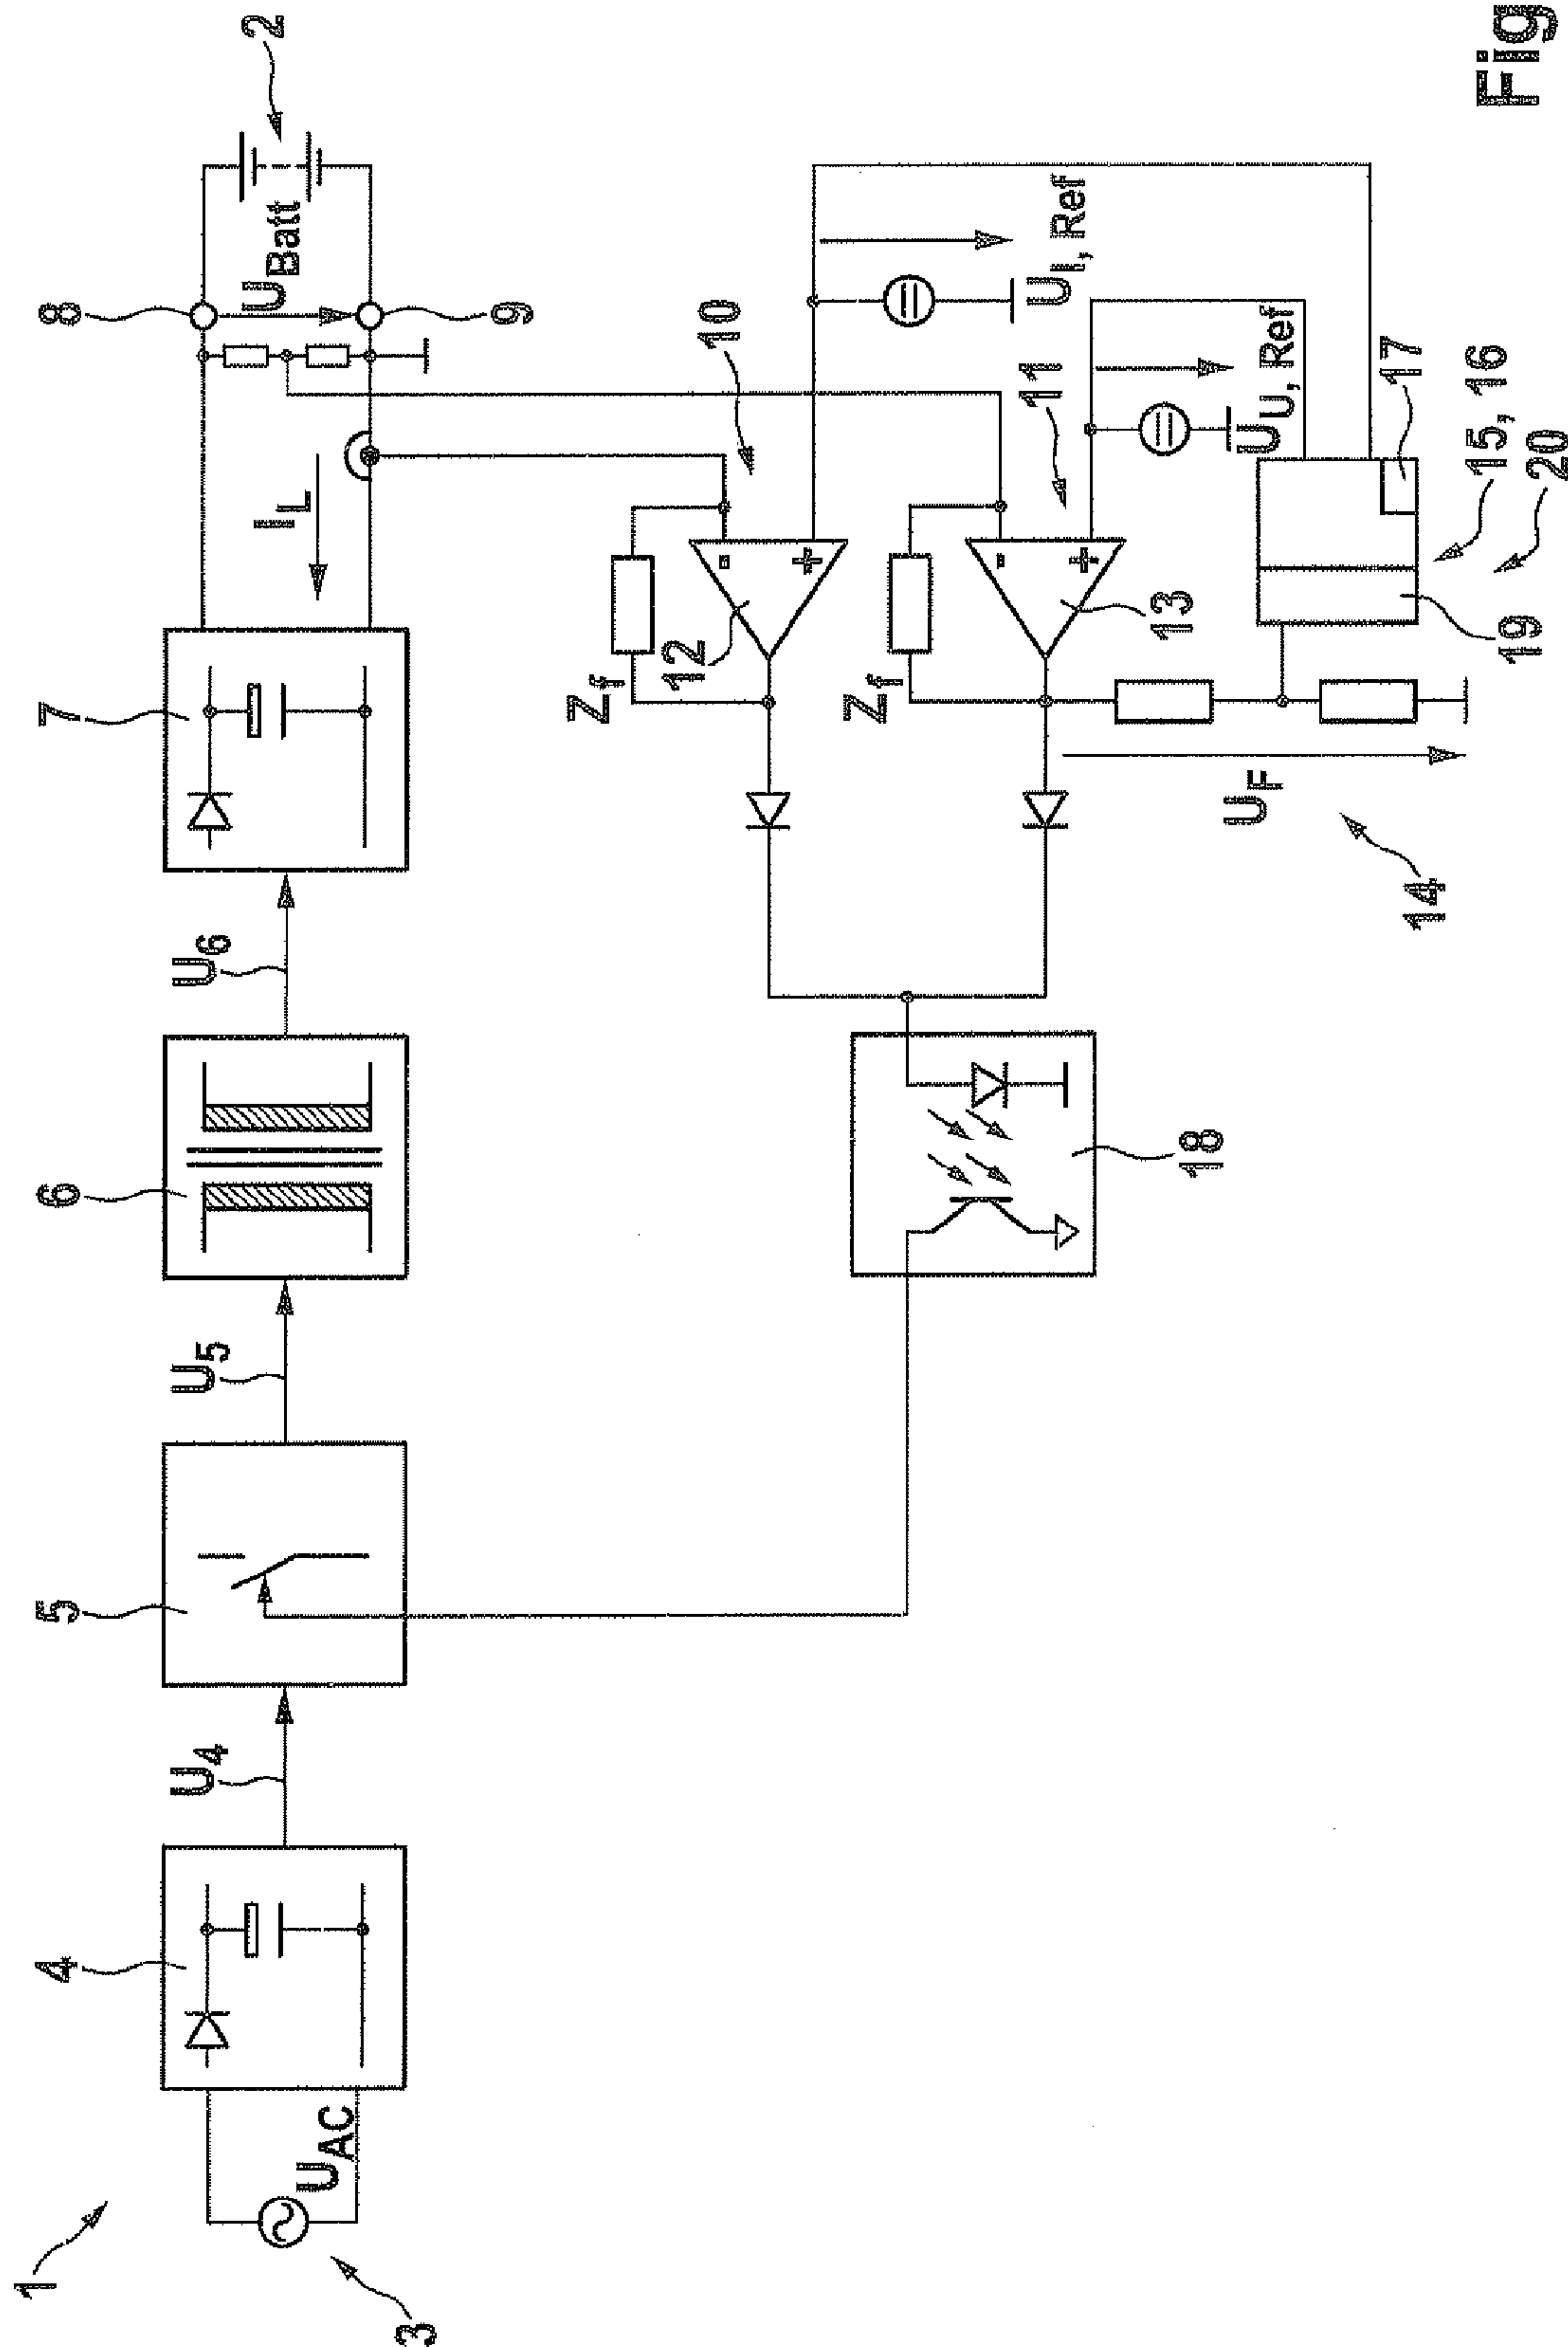 1
3
U_AC
4
U_4
5
U_5
6
U_6
7
I_L
8
U_Batt
9
2
Z_f
12
10
U_I, Ref
Z_f
13
11
U_U, Ref
18
U_F
14
19
15, 16
17
20
Fig